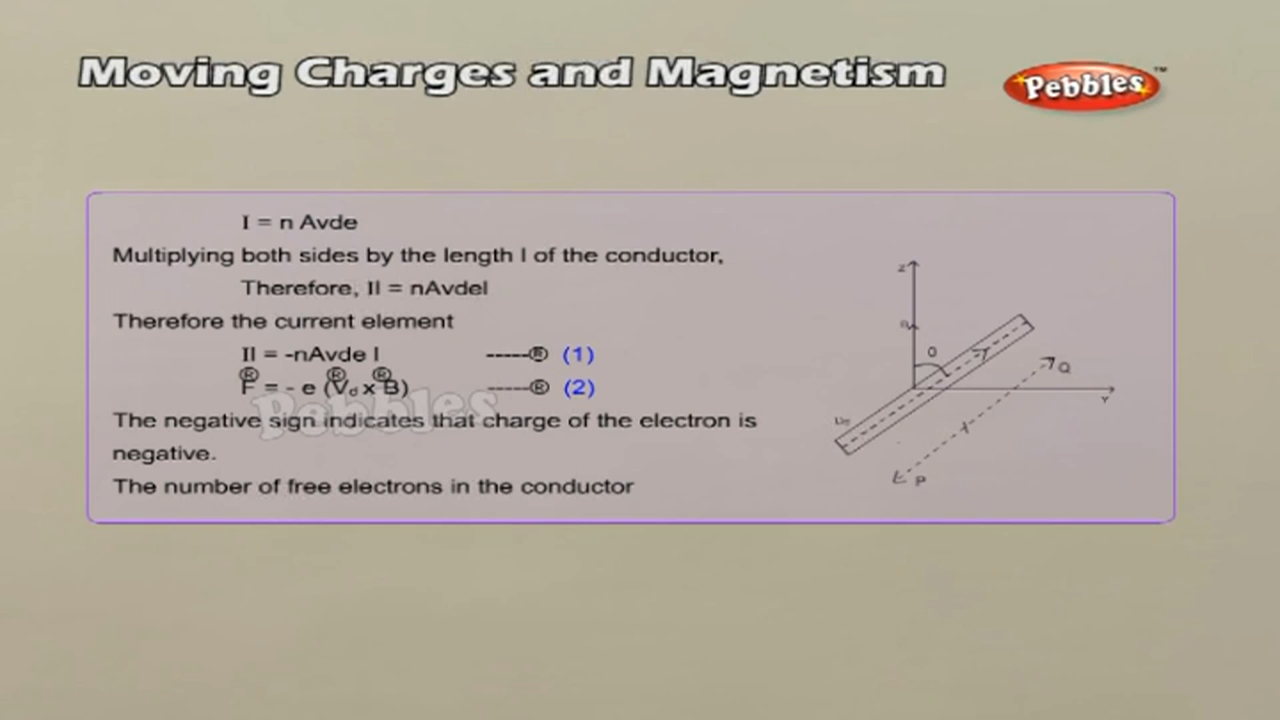 Moving Charges and Magnetism
Pebbles™
I = n Avde
Multiplying both sides by the length l of the conductor,
Therefore, Il = nAvdel
Therefore the current element
Il = -nAvde l -----® (1)
® ® ®
F = - e (Vd x B) -----® (2)
Pebbles
The negative sign indicates that charge of the electron is
negative.
The number of free electrons in the conductor
Z
O
Q
Y
P